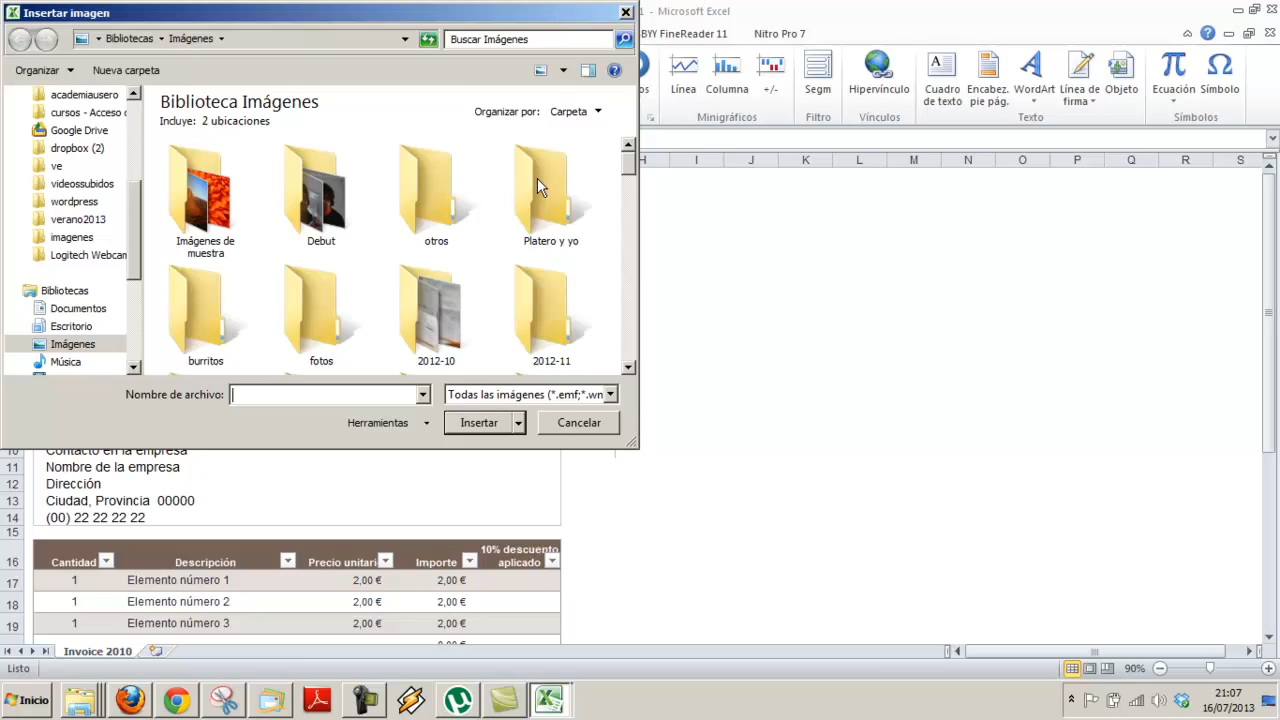 Insertar imagen
1 - Microsoft Excel
Bibliotecas Imágenes
Buscar Imágenes
BYY FineReader 11 Nitro Pro 7
Organizar Nueva carpeta
academiausero
cursos - Acceso
Google Drive
dropbox (2)
ve
videossubidos
wordpress
verano2013
imagenes
Logitech Webcam
Bibliotecas
Documentos
Escritorio
Imágenes
Música
Biblioteca Imágenes
Incluye: 2 ubicaciones
Organizar por: Carpeta
Imágenes de
muestra
Debut
otros
Platero y yo
burritos
fotos
2012-10
2012-11
Nombre de archivo:
Todas las imágenes (*.emf;*.wm
Herramientas
Insertar
Cancelar
Línea Columna +/-
Minigráficos
Segm
Filtro
Hipervínculo
Vínculos
Cuadro
de texto
Encabez.
pie pág.
WordArt
Línea de
firma
Objeto
Texto
Ecuación Símbolo
Símbolos
H I J K L M N O P Q R S
10 Contacto en la empresa
11 Nombre de la empresa
12 Dirección
13 Ciudad, Provincia 00000
14 (00) 22 22 22 22
15
16 Cantidad Descripción Precio unitari Importe 10% descuento
aplicado
17 1 Elemento número 1 2,00 € 2,00 €
18 1 Elemento número 2 2,00 € 2,00 €
19 1 Elemento número 3 2,00 € 2,00 €
Invoice 2010
Listo
90%
Inicio
21:07
16/07/2013